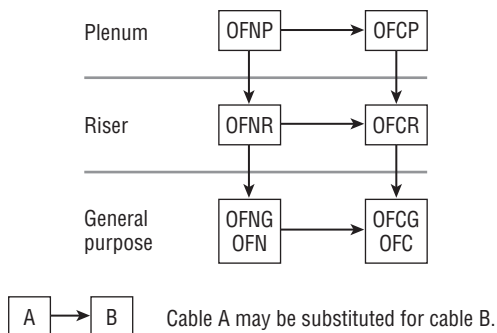 Plenum
OFNP
OFCP
Riser
OFNR
OFCR
General
purpose
OFNG
OFN
OFCG
OFC
A
B
Cable A may be substituted for cable B.